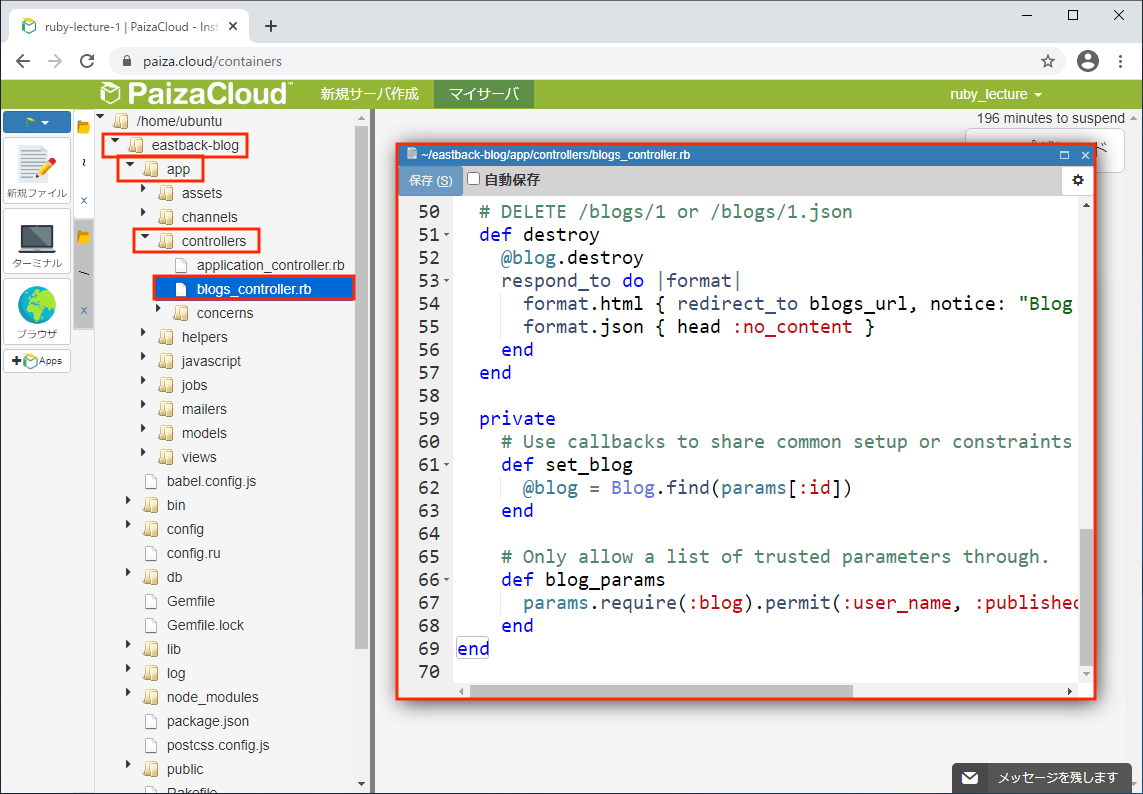 ruby-lecture-1 | PaizaCloud - Inst
paiza.cloud/containers
PaizaCloud™
新規サーバ作成
マイサーバ
ruby_lecture
196 minutes to suspend
新規ファイル
ターミナル
ブラウザ
Apps
/home/ubuntu
eastback-blog
app
assets
channels
controllers
application_controller.rb
blogs_controller.rb
concerns
helpers
javascript
jobs
mailers
models
views
babel.config.js
bin
config
config.ru
db
Gemfile
Gemfile.lock
lib
log
node_modules
package.json
postcss.config.js
public
Rakefile
~/eastback-blog/app/controllers/blogs_controller.rb
保存 (S)
自動保存
50 # DELETE /blogs/1 or /blogs/1.json
51 def destroy
52 @blog.destroy
53 respond_to do |format|
54 format.html { redirect_to blogs_url, notice: "Blog
55 format.json { head :no_content }
56 end
57 end
58
59 private
60 # Use callbacks to share common setup or constraints
61 def set_blog
62 @blog = Blog.find(params[:id])
63 end
64
65 # Only allow a list of trusted parameters through.
66 def blog_params
67 params.require(:blog).permit(:user_name, :published
68 end
69 end
70
メッセージを残します